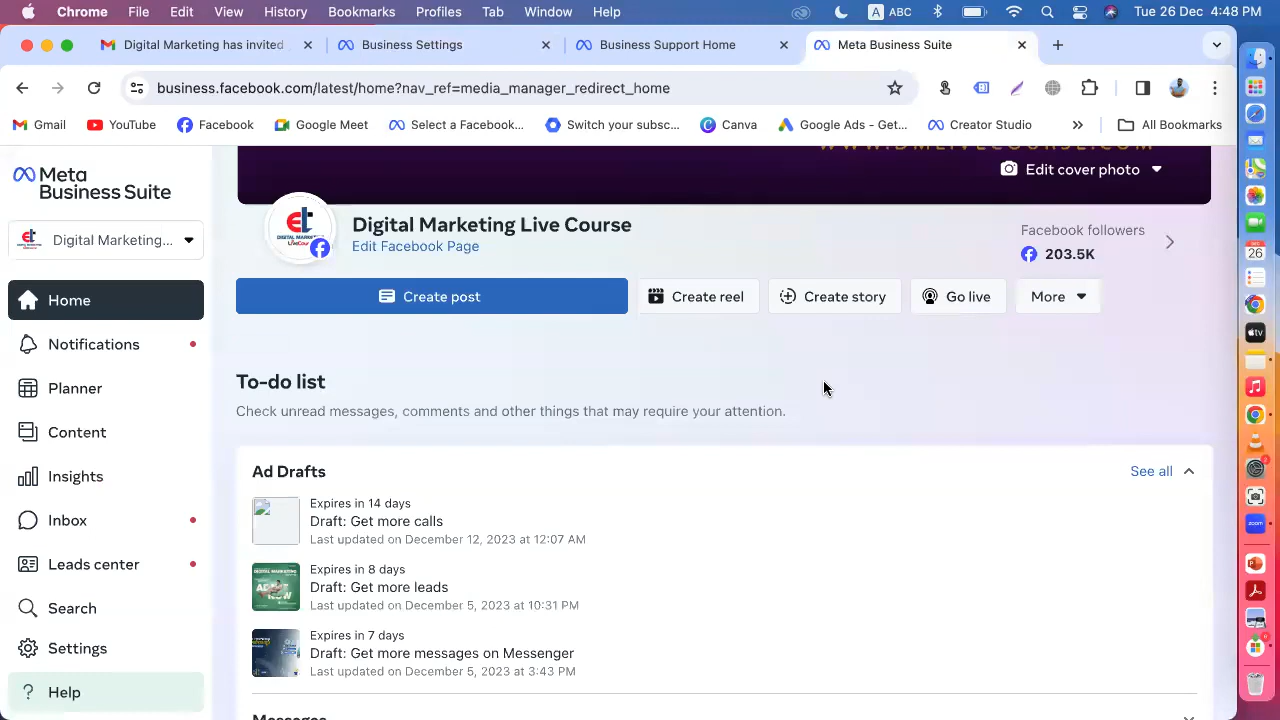 Chrome File Edit View History Bookmarks Profiles Tab Window Help A ABC Tue 26 Dec 4:48 PM
Digital Marketing has invited Business Settings Business Support Home Meta Business Suite
business.facebook.com/latest/home?nav_ref=media_manager_redirect_home
Gmail YouTube Facebook Google Meet Select a Facebook... Switch your subsc... Canva Google Ads - Get... Creator Studio All Bookmarks
WWW.DMLIVECOURSE.COM
Edit cover photo
Meta
Business Suite
Digital Marketing...
Home
Notifications
Planner
Content
Insights
Inbox
Leads center
Search
Settings
? Help
Digital Marketing Live Course
Edit Facebook Page
Facebook followers
203.5K
Create post Create reel Create story Go live More
To-do list
Check unread messages, comments and other things that may require your attention.
Ad Drafts See all
Expires in 14 days
Draft: Get more calls
Last updated on December 12, 2023 at 12:07 AM
Expires in 8 days
Draft: Get more leads
Last updated on December 5, 2023 at 10:31 PM
Expires in 7 days
Draft: Get more messages on Messenger
Last updated on December 5, 2023 at 3:43 PM
Messages
26
tv
zoom